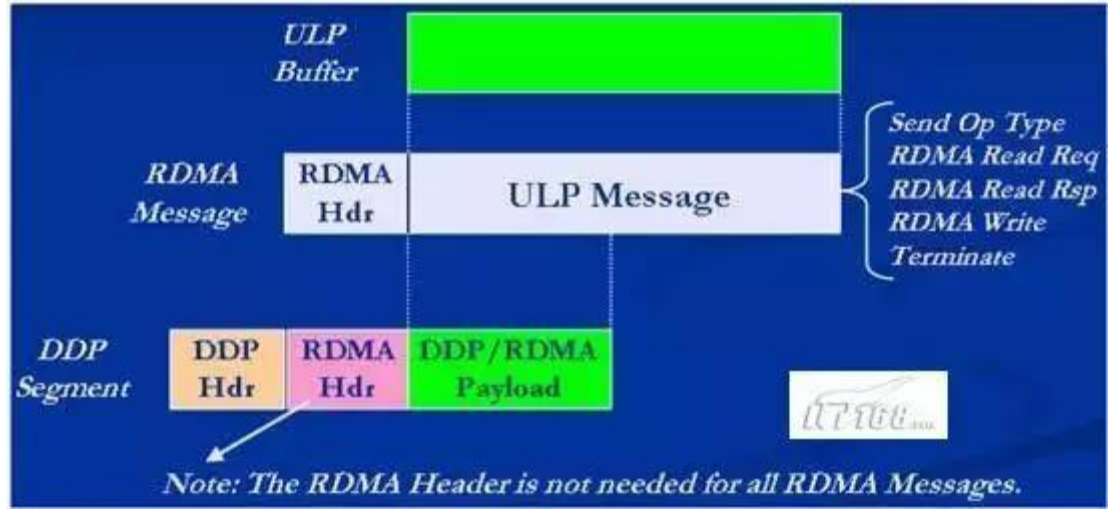 ULP
Buffer
RDMA
Message
RDMA
Hdr
ULP Message
Send Op Type
RDMA Read Req
RDMA Read Rsp
RDMA Write
Terminate
DDP
Segment
DDP
Hdr
RDMA
Hdr
DDP/RDMA
Payload
IT168.com
Note: The RDMA Header is not needed for all RDMA Messages.